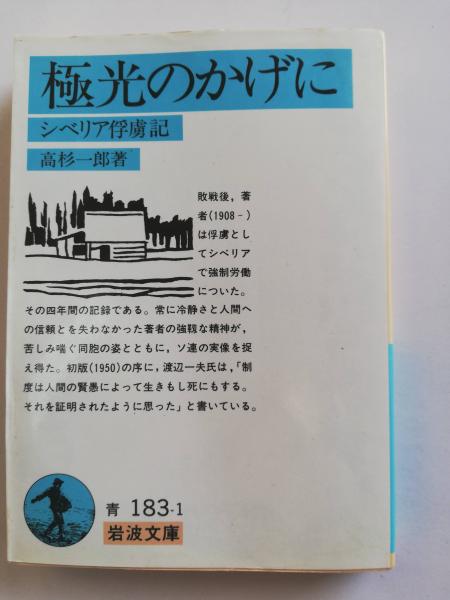 極光のかげに
シベリア俘虜記
高杉一郎著
敗戦後，著
者(1908－)
は俘虜とし
てシベリア
で強制労働
についた。
その四年間の記録である。常に冷静さと人間へ
の信頼とを失わなかった著者の強靱な精神が，
苦しみ喘ぐ同胞の姿とともに，ソ連の実像を捉
え得た。初版(1950)の序に，渡辺一夫氏は，「制
度は人間の賢愚によって生きもし死にもする。
それを証明されたように思った」と書いている。
青 183-1
岩波文庫